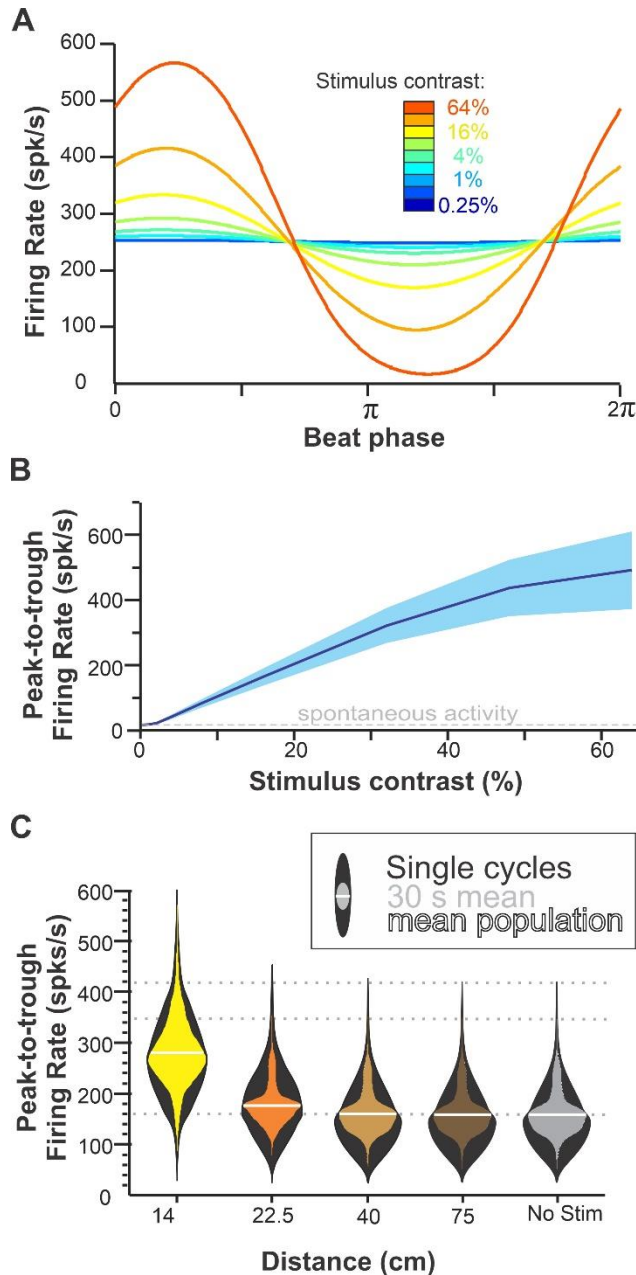 A
600
500
400
300
200
100
0
Firing Rate (spk/s)
Stimulus contrast:
64%
16%
4%
1%
0.25%
0
π
2π
Beat phase
B
600
400
200
0
Peak-to-trough
Firing Rate (spk/s)
spontaneous activity
0
20
40
60
Stimulus contrast (%)
C
Single cycles
30 s mean
mean population
600
500
400
300
200
100
0
Peak-to-trough
Firing Rate (spks/s)
14
22.5
40
75
No Stim
Distance (cm)